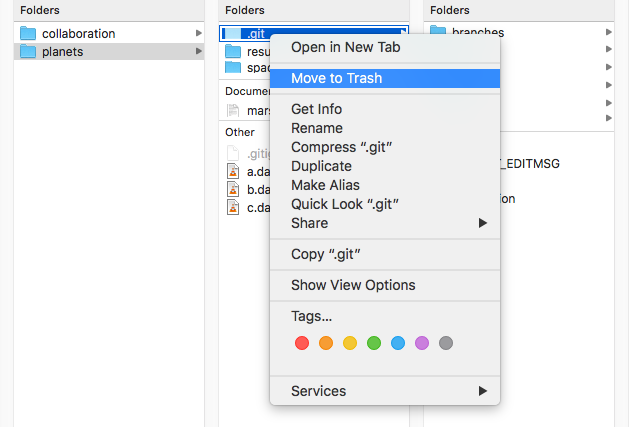 Folders
collaboration
planets
Folders
.git
resu
spac
Docume
mars
Other
.gitig
a.da
b.da
c.da
Open in New Tab
Move to Trash
Get Info
Rename
Compress “.git”
Duplicate
Make Alias
Quick Look “.git”
Share
Copy “.git”
Show View Options
Tags...
Services
Folders
branches
_EDITMSG
ion